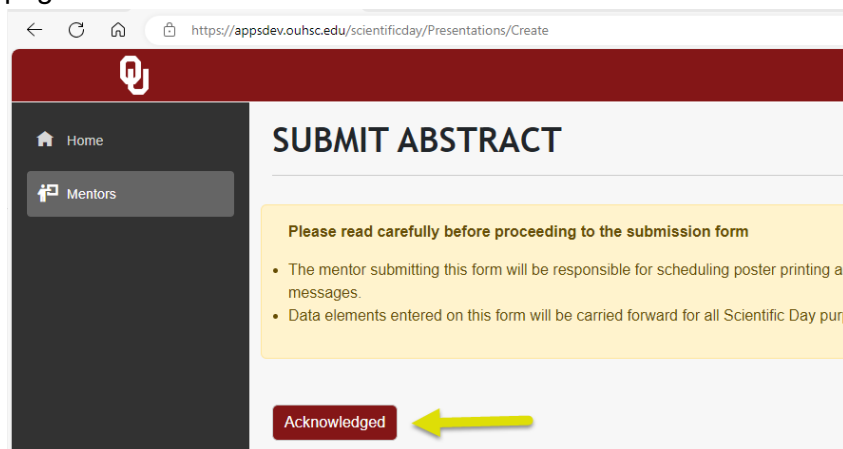 https://appsdev.ouhsc.edu/scientificday/Presentations/Create
Home
Mentors
SUBMIT ABSTRACT
Please read carefully before proceeding to the submission form
• The mentor submitting this form will be responsible for scheduling poster printing a
messages.
• Data elements entered on this form will be carried forward for all Scientific Day pur
Acknowledged